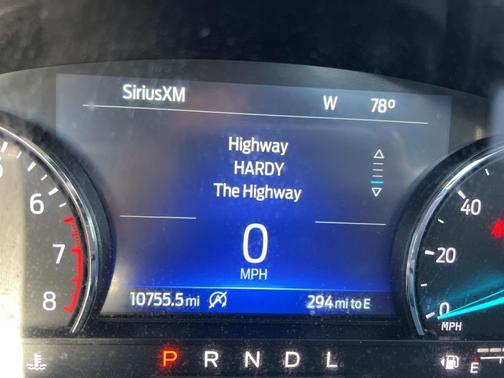 SiriusXM W 78°
Highway
HARDY
The Highway
0
MPH
10755.5 mi 294 mi to E
6
7
8
40
20
0
MPH
P R N D L
E